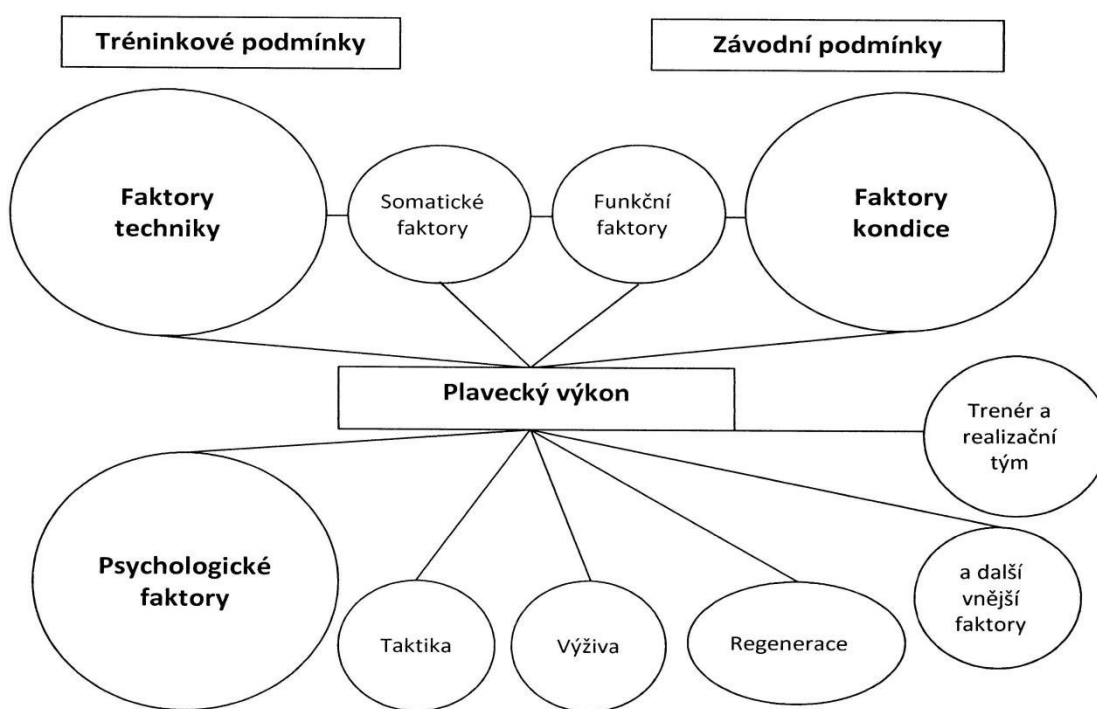 Tréninkové podmínky
Závodní podmínky
Faktory
techniky
Somatické
faktory
Funkční
faktory
Faktory
kondice
Plavecký výkon
Trenér a
realizační
tým
Psychologické
faktory
Taktika
Výživa
Regenerace
a další
vnější
faktory